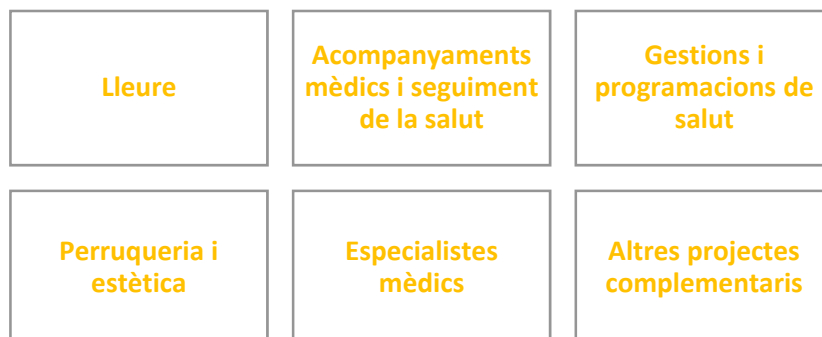 Lleure
Acompanyaments
mèdics i seguiment
de la salut
Gestions i
programacions de
salut
Perruqueria i
estètica
Especialistes
mèdics
Altres projectes
complementaris